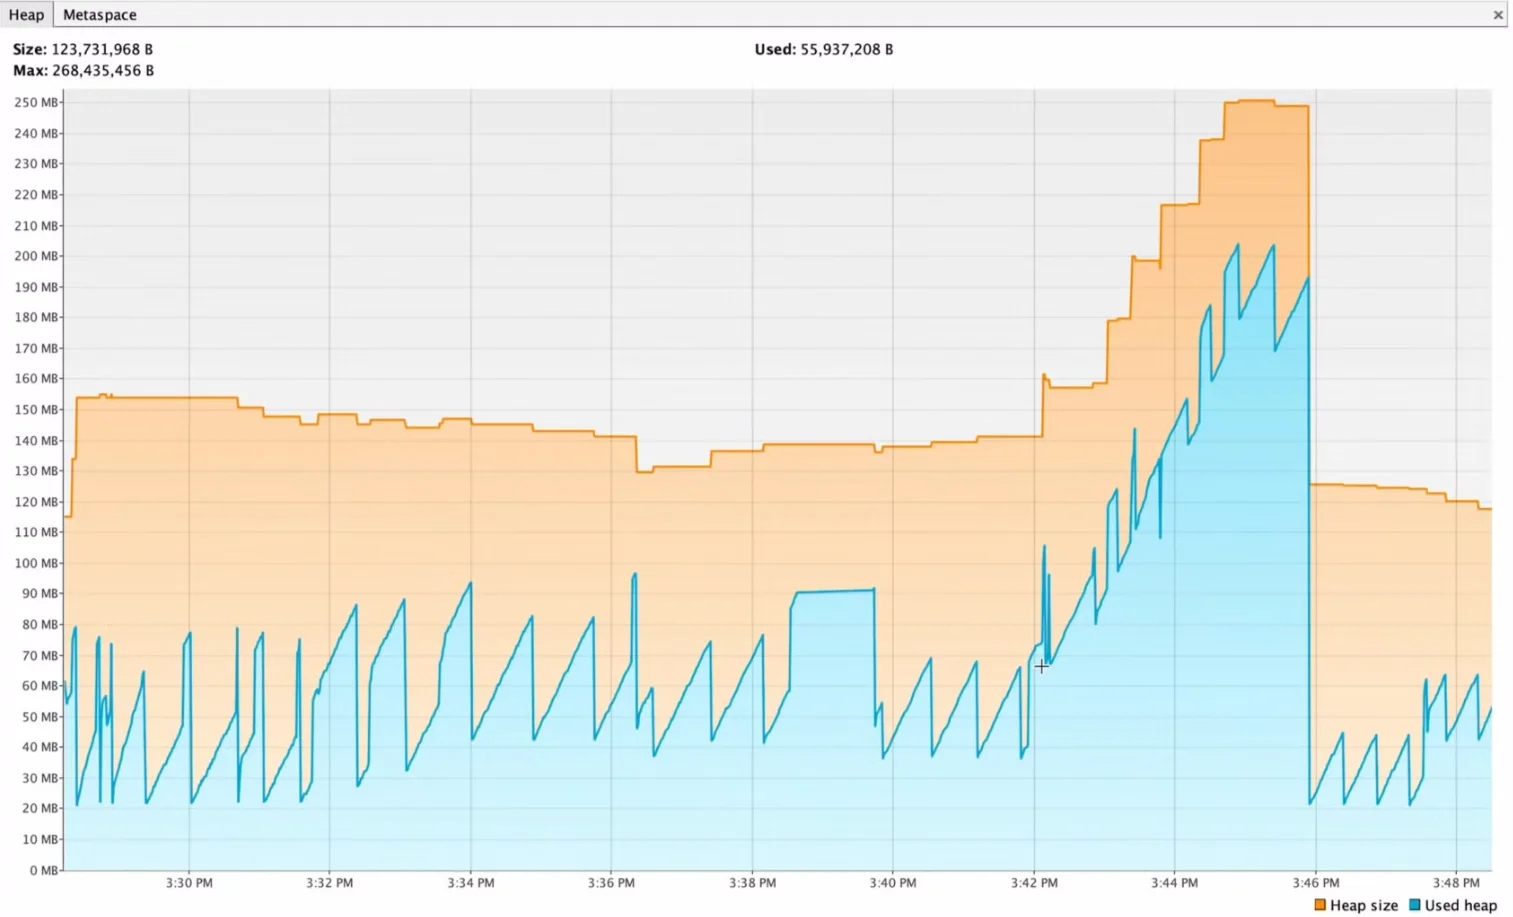 Heap Metaspace ×
Size: 123,731,968 B Used: 55,937,208 B
Max: 268,435,456 B
250 MB
240 MB
230 MB
220 MB
210 MB
200 MB
190 MB
180 MB
170 MB
160 MB
150 MB
140 MB
130 MB
120 MB
110 MB
100 MB
90 MB
80 MB
70 MB
60 MB
50 MB
40 MB
30 MB
20 MB
10 MB
0 MB
3:30 PM 3:32 PM 3:34 PM 3:36 PM 3:38 PM 3:40 PM 3:42 PM 3:44 PM 3:46 PM 3:48 PM
Heap size Used heap